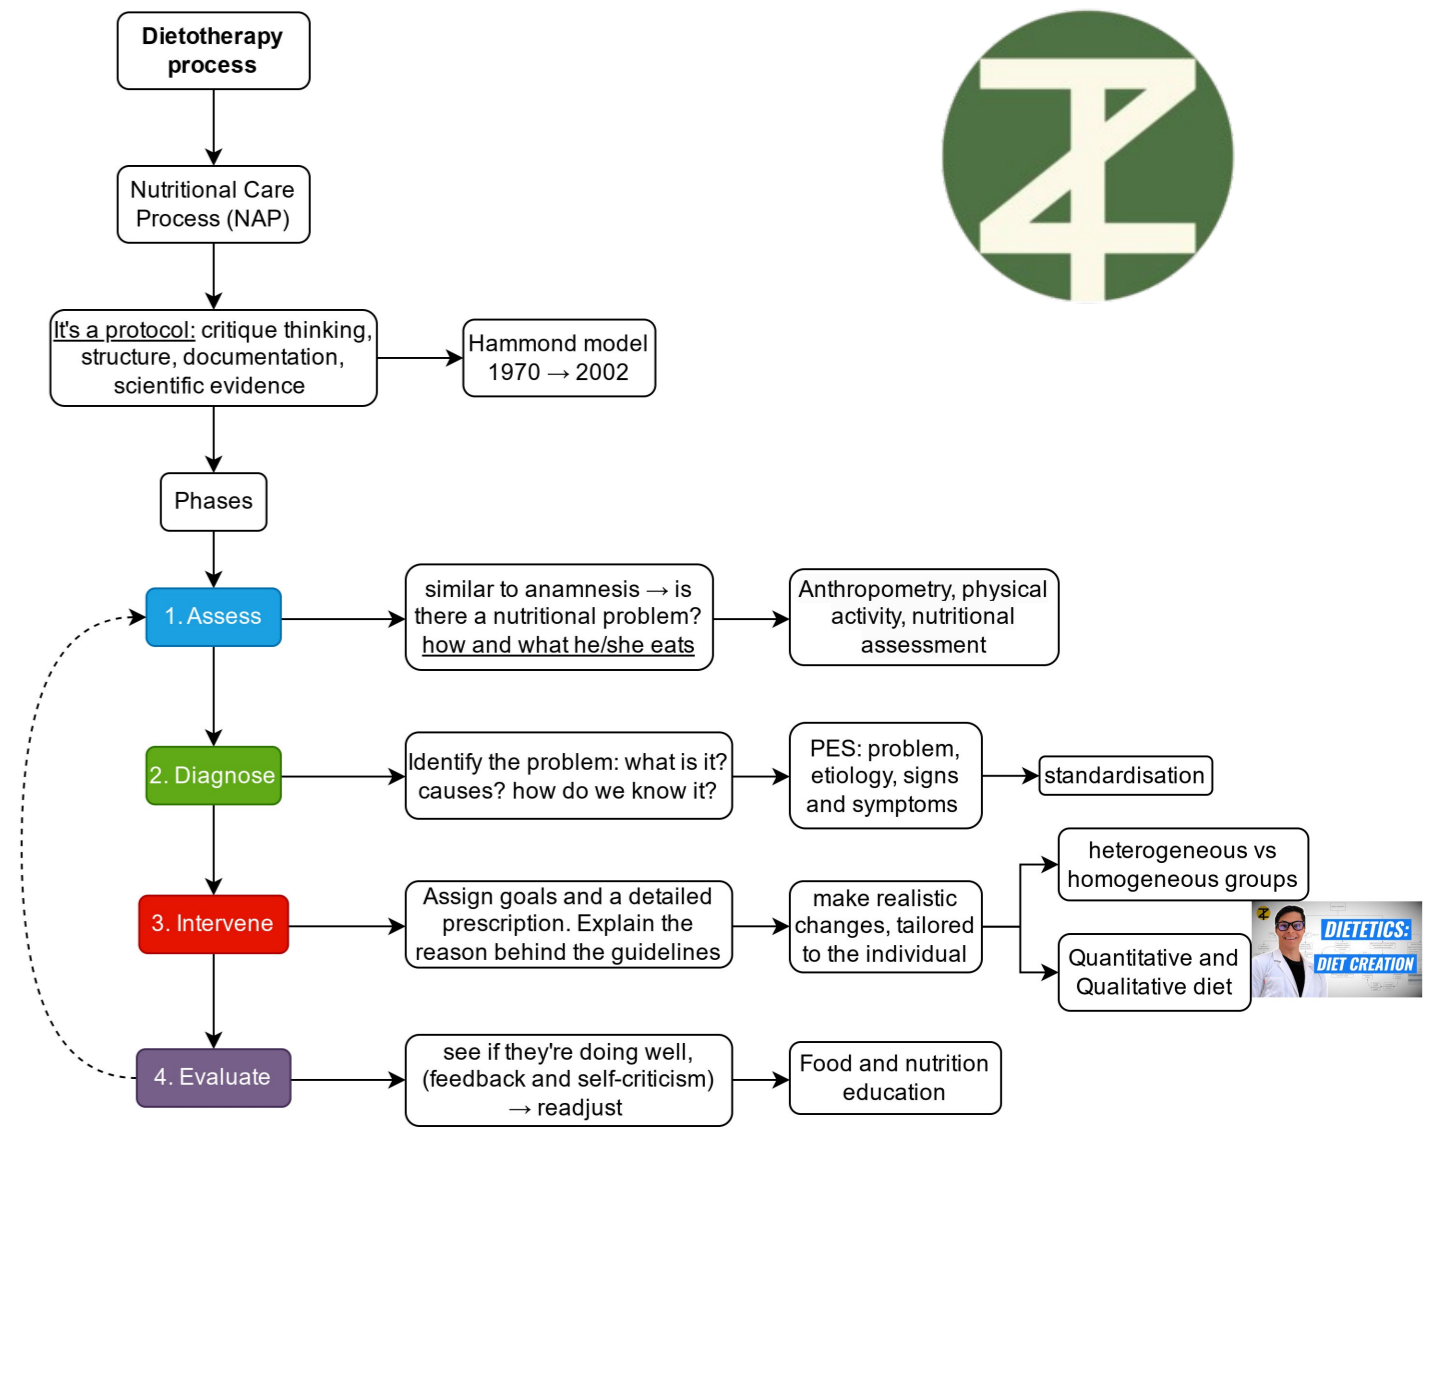 Dietotherapy
process
Nutritional Care
Process (NAP)
It's a protocol: critique thinking,
structure, documentation,
scientific evidence
Hammond model
1970 → 2002
Phases
1. Assess
similar to anamnesis → is
there a nutritional problem?
how and what he/she eats
Anthropometry, physical
activity, nutritional
assessment
2. Diagnose
Identify the problem: what is it?
causes? how do we know it?
PES: problem,
etiology, signs
and symptoms
standardisation
3. Intervene
Assign goals and a detailed
prescription. Explain the
reason behind the guidelines
make realistic
changes, tailored
to the individual
heterogeneous vs
homogeneous groups
Quantitative and
Qualitative diet
DIETETICS:
DIET CREATION
4. Evaluate
see if they're doing well,
(feedback and self-criticism)
→ readjust
Food and nutrition
education